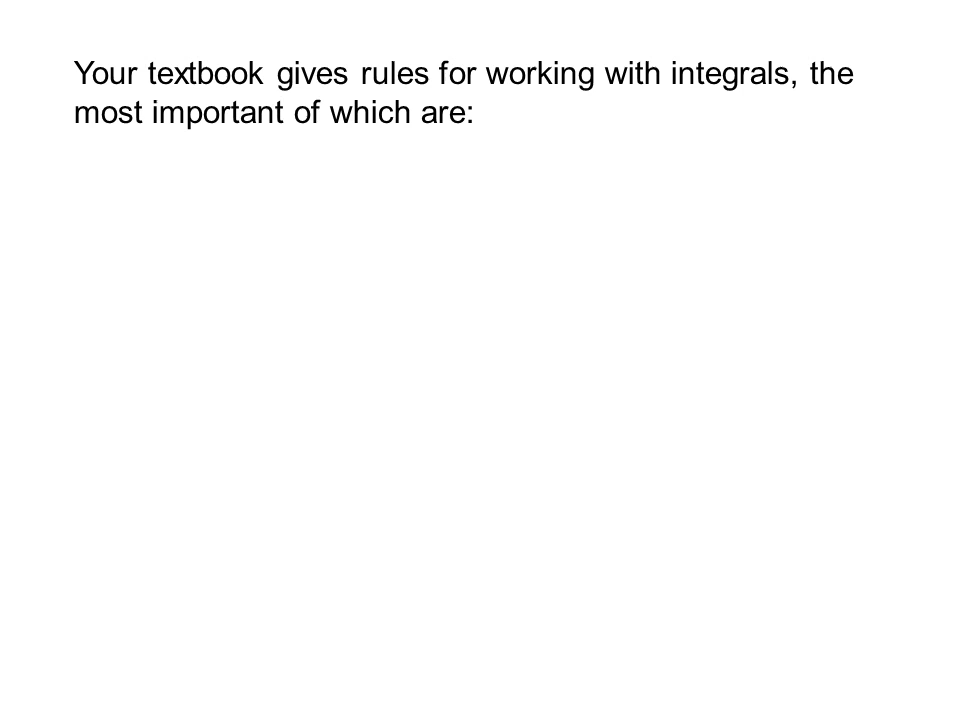 Your textbook gives rules for working with integrals, the
most important of which are: